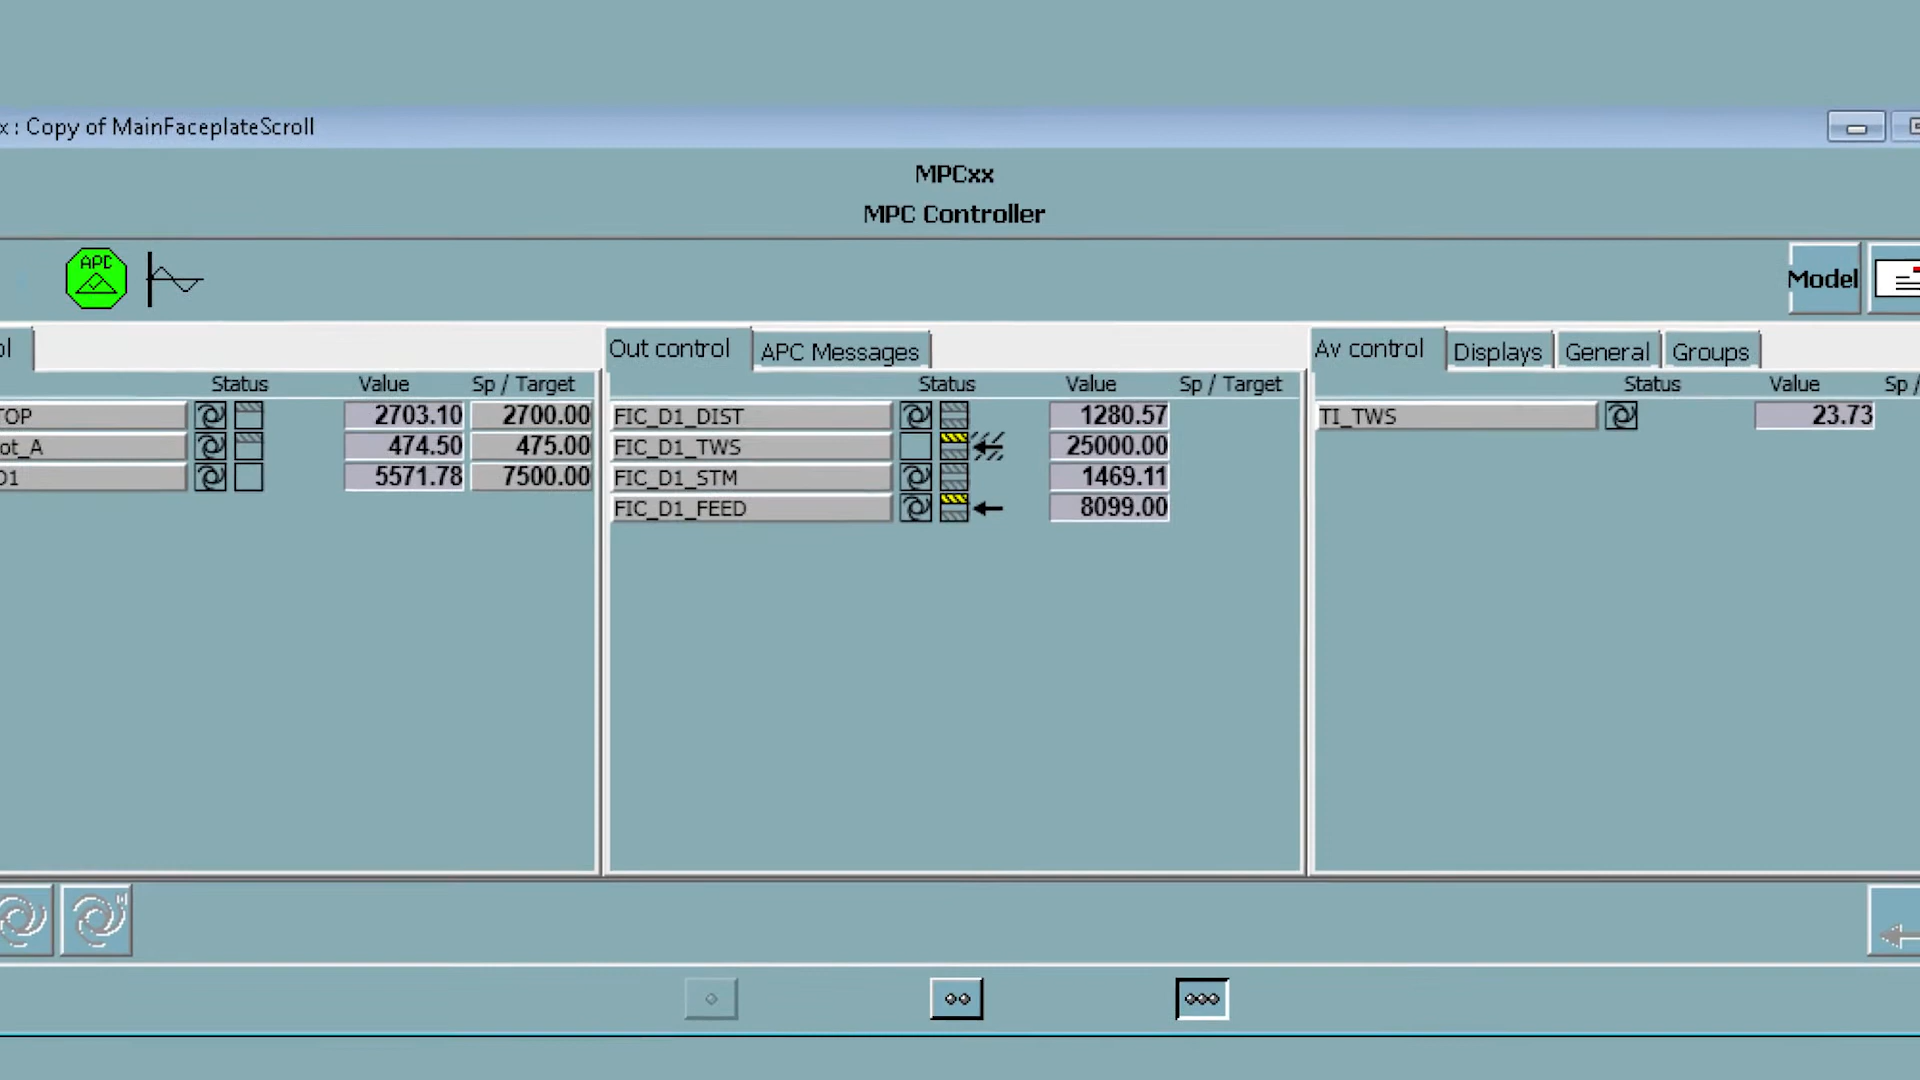 x : Copy of MainFaceplateScroll
MPCxx
MPC Controller
APC
Model
ol
Out control
APC Messages
Av control
Displays
General
Groups
Status Value Sp / Target
Status Value Sp / Target
Status Value Sp /
TOP 2703.10 2700.00
ot_A 474.50 475.00
D1 5571.78 7500.00
FIC_D1_DIST 1280.57
FIC_D1_TWS 25000.00
FIC_D1_STM 1469.11
FIC_D1_FEED 8099.00
TI_TWS 23.73